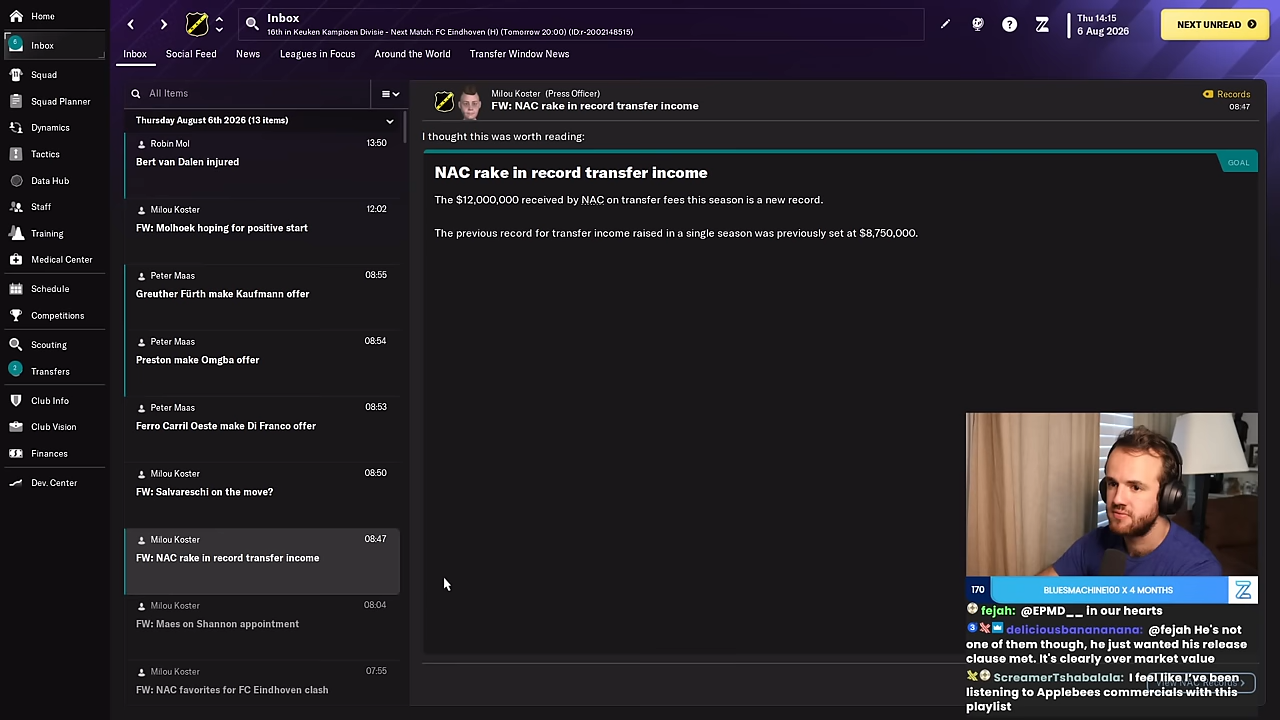 Home
Inbox
6
Squad
Squad Planner
Dynamics
Tactics
Data Hub
Staff
Training
Medical Center
Schedule
Competitions
Scouting
2
Transfers
Club Info
Club Vision
Finances
Dev. Center
Inbox
16th in Keuken Kampioen Divisie - Next Match: FC Eindhoven (H) (Tomorrow 20:00) (ID:r-2002148515)
Thu 14:15
6 Aug 2026
NEXT UNREAD
Inbox
Social Feed
News
Leagues in Focus
Around the World
Transfer Window News
All Items
Thursday August 6th 2026 (13 items)
Robin Mol 13:50
Bert van Dalen injured
Milou Koster 12:02
FW: Molhoek hoping for positive start
Peter Maas 08:55
Greuther Fürth make Kaufmann offer
Peter Maas 08:54
Preston make Omgba offer
Peter Maas 08:53
Ferro Carril Oeste make Di Franco offer
Milou Koster 08:50
FW: Salvareschi on the move?
Milou Koster 08:47
FW: NAC rake in record transfer income
Milou Koster 08:04
FW: Maes on Shannon appointment
Milou Koster 07:55
FW: NAC favorites for FC Eindhoven clash
Milou Koster (Press Officer)
FW: NAC rake in record transfer income
Records
08:47
I thought this was worth reading:
GOAL
NAC rake in record transfer income
The $12,000,000 received by NAC on transfer fees this season is a new record.
The previous record for transfer income raised in a single season was previously set at $8,750,000.
170
BLUESMACHINE100 X 4 MONTHS
fejah: @EPMD__ in our hearts
3 deliciousbanananana: @fejah He's not
one of them though, he just wanted his release
clause met. It's clearly over market value
ScreamerTshabalala: I feel like I've been
listening to Applebees commercials with this
playlist
View NAC Records